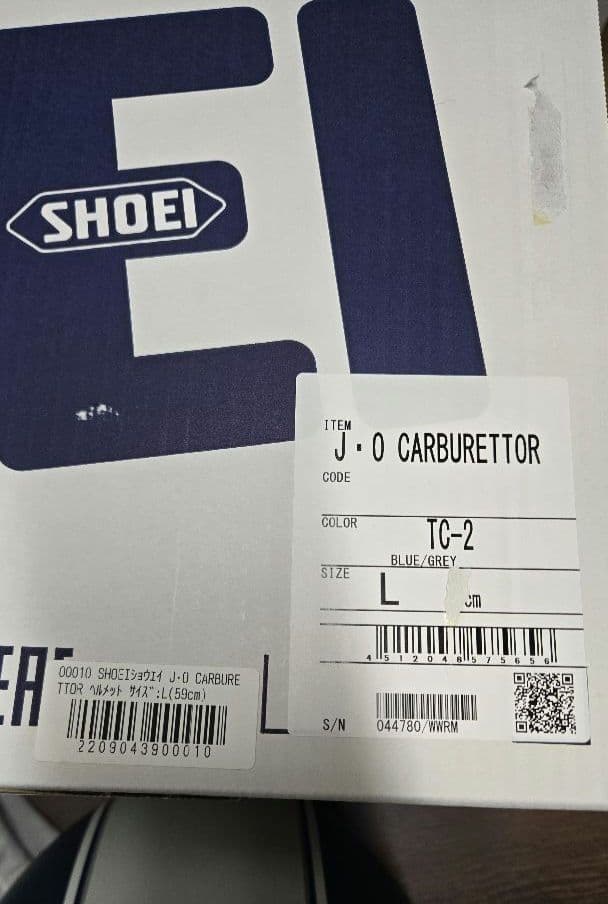 EI
SHOEI
ITEM
J・O CARBURETTOR
CODE
COLOR
TC-2
BLUE/GREY
SIZE
L cm
4512048575656
00010 SHOEIショウエイ J・O CARBURE
TTOR ヘルメット サイズ:L(59cm)
2209043900010
S/N
044780/WWRM